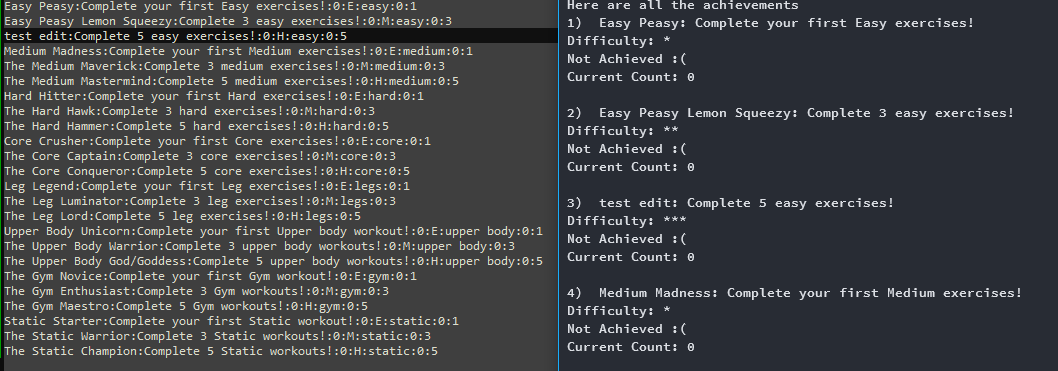 Easy Peasy:Complete your first Easy exercises!:0:E:easy:0:1
Easy Peasy Lemon Squeezy:Complete 3 easy exercises!:0:M:easy:0:3
test edit:Complete 5 easy exercises!:0:H:easy:0:5
Medium Madness:Complete your first Medium exercises!:0:E:medium:0:1
The Medium Maverick:Complete 3 medium exercises!:0:M:medium:0:3
The Medium Mastermind:Complete 5 medium exercises!:0:H:medium:0:5
Hard Hitter:Complete your first Hard exercises!:0:E:hard:0:1
The Hard Hawk:Complete 3 hard exercises!:0:M:hard:0:3
The Hard Hammer:Complete 5 hard exercises!:0:H:hard:0:5
Core Crusher:Complete your first Core exercises!:0:E:core:0:1
The Core Captain:Complete 3 core exercises!:0:M:core:0:3
The Core Conqueror:Complete 5 core exercises!:0:H:core:0:5
Leg Legend:Complete your first Leg exercises!:0:E:legs:0:1
The Leg Luminator:Complete 3 leg exercises!:0:M:legs:0:3
The Leg Lord:Complete 5 leg exercises!:0:H:legs:0:5
Upper Body Unicorn:Complete your first Upper body workout!:0:E:upper body:0:1
The Upper Body Warrior:Complete 3 upper body workouts!:0:M:upper body:0:3
The Upper Body God/Goddess:Complete 5 upper body workouts!:0:H:upper body:0:5
The Gym Novice:Complete your first Gym workout!:0:E:gym:0:1
The Gym Enthusiast:Complete 3 Gym workouts!:0:M:gym:0:3
The Gym Maestro:Complete 5 Gym workouts!:0:H:gym:0:5
Static Starter:Complete your first Static workout!:0:E:static:0:1
The Static Warrior:Complete 3 Static workouts!:0:M:static:0:3
The Static Champion:Complete 5 Static workouts!:0:H:static:0:5
Here are all the achievements
1)  Easy Peasy: Complete your first Easy exercises!
Difficulty: *
Not Achieved :(
Current Count: 0
2)  Easy Peasy Lemon Squeezy: Complete 3 easy exercises!
Difficulty: **
Not Achieved :(
Current Count: 0
3)  test edit: Complete 5 easy exercises!
Difficulty: ***
Not Achieved :(
Current Count: 0
4)  Medium Madness: Complete your first Medium exercises!
Difficulty: *
Not Achieved :(
Current Count: 0